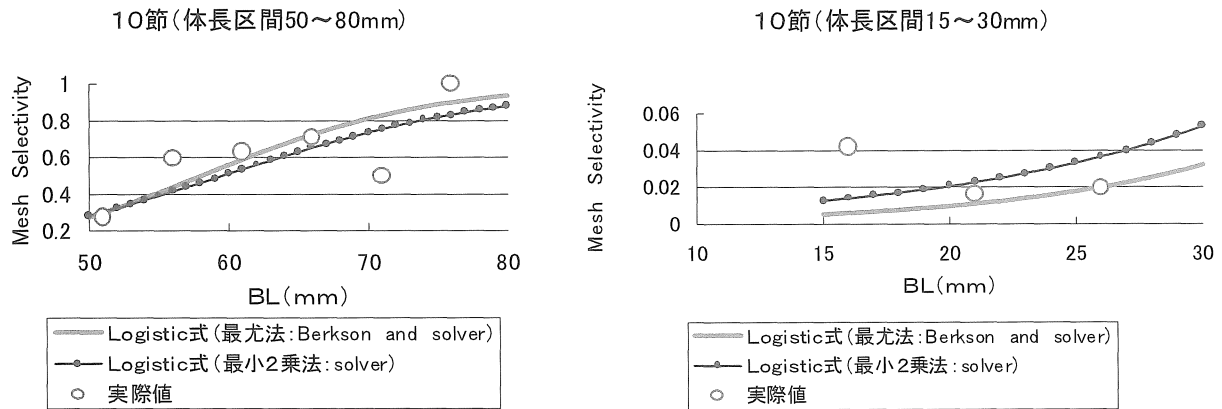 10節(体長区間50～80mm)
Mesh Selectivity
1
0.8
0.6
0.4
0.2
50 60 70 80
BL(mm)
Logistic式(最尤法:Berkson and solver)
Logistic式(最小2乗法:solver)
実際値
10節(体長区間15～30mm)
Mesh Selectivity
0.06
0.04
0.02
0
10 15 20 25 30
BL(mm)
Logistic式(最尤法:Berkson and solver)
Logistic式(最小2乗法:solver)
実際値